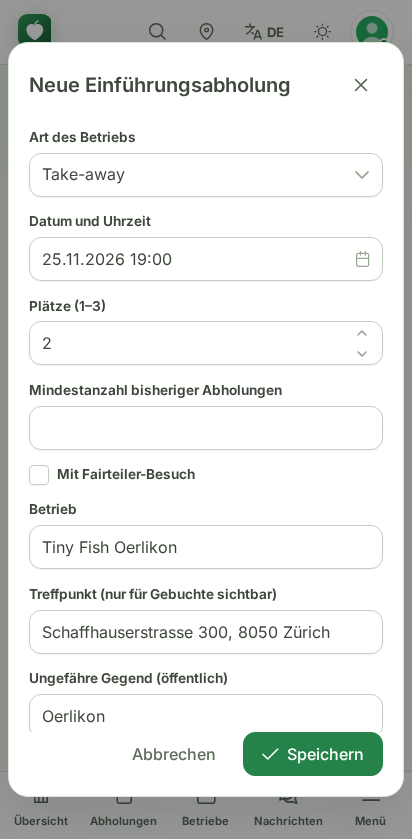 DE
Neue Einführungsabholung
Art des Betriebs
Take-away
Datum und Uhrzeit
25.11.2026 19:00
Plätze (1–3)
2
Mindestanzahl bisheriger Abholungen
Mit Fairteiler-Besuch
Betrieb
Tiny Fish Oerlikon
Treffpunkt (nur für Gebuchte sichtbar)
Schaffhauserstrasse 300, 8050 Zürich
Ungefähre Gegend (öffentlich)
Oerlikon
Abbrechen Speichern
Übersicht Abholungen Betriebe Nachrichten Menü